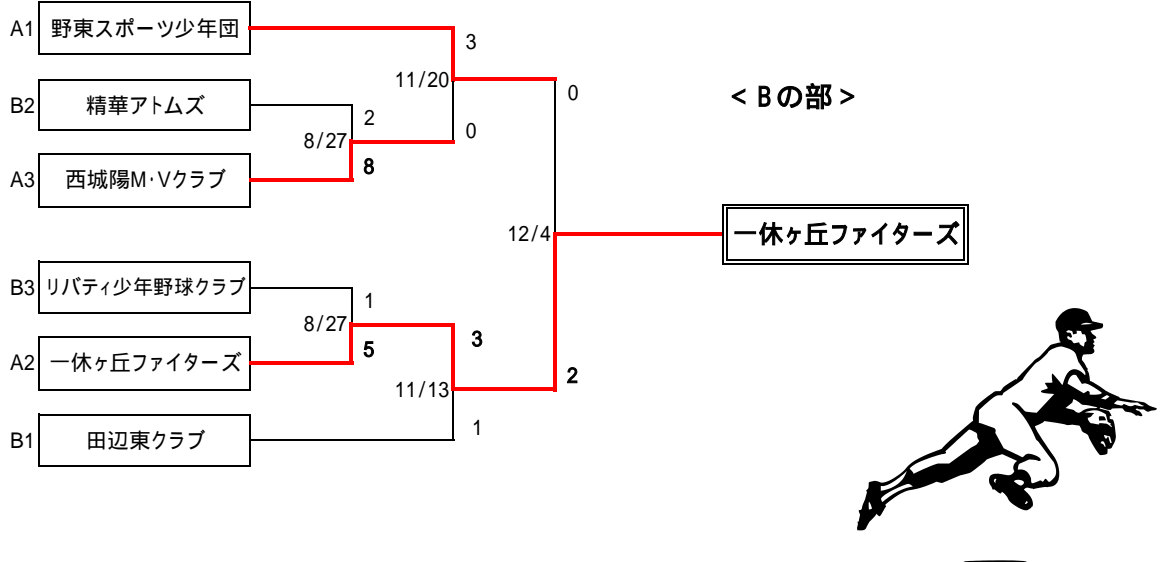 A1 野東スポーツ少年団
3
11/20
0
<Bの部>
B2 精華アトムズ
2
8/27
0
A3 西城陽M・Vクラブ
8
12/4
一休ヶ丘ファイターズ
B3 リバティ少年野球クラブ
1
8/27
3
A2 一休ヶ丘ファイターズ
5
2
11/13
B1 田辺東クラブ
1